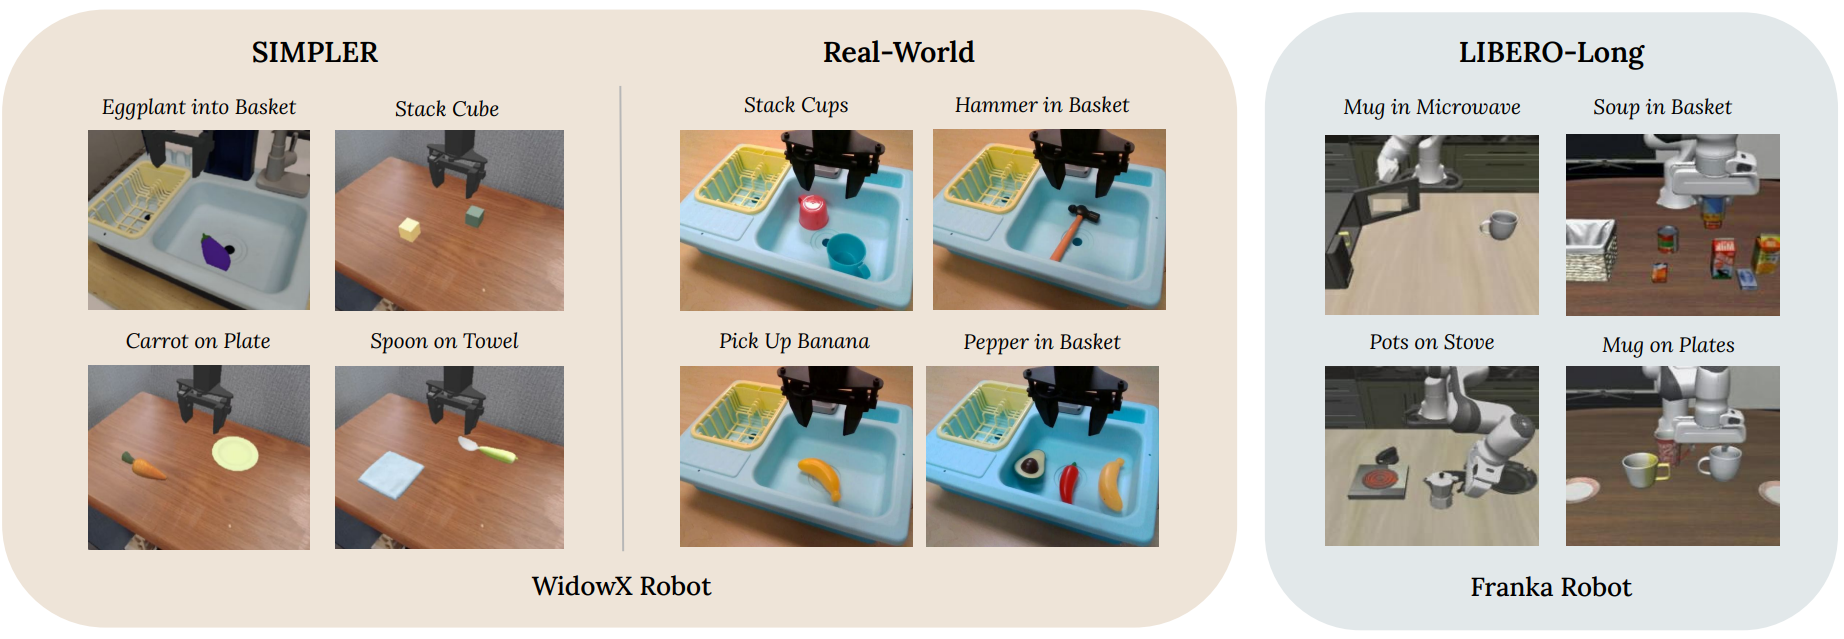 SIMPLER
Eggplant into Basket
Stack Cube
Carrot on Plate
Spoon on Towel
Real-World
Stack Cups
Hammer in Basket
Pick Up Banana
Pepper in Basket
WidowX Robot
LIBERO-Long
Mug in Microwave
Soup in Basket
Pots on Stove
Mug on Plates
Franka Robot